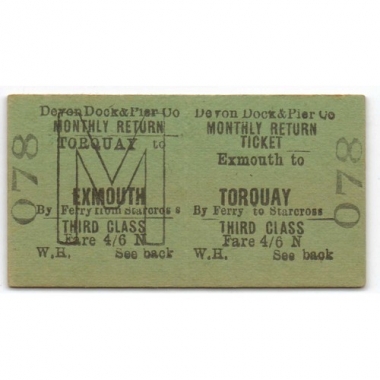 Devon Dock & Pier Co
MONTHLY RETURN
TORQUAY to
EXMOUTH
By Ferry from Starcross
THIRD CLASS
Fare 4/6 N
W.H. See back
078
M
Devon Dock & Pier Co
MONTHLY RETURN
TICKET
Exmouth to
TORQUAY
By Ferry to Starcross
THIRD CLASS
Fare 4/6 N
W.H. See back
078